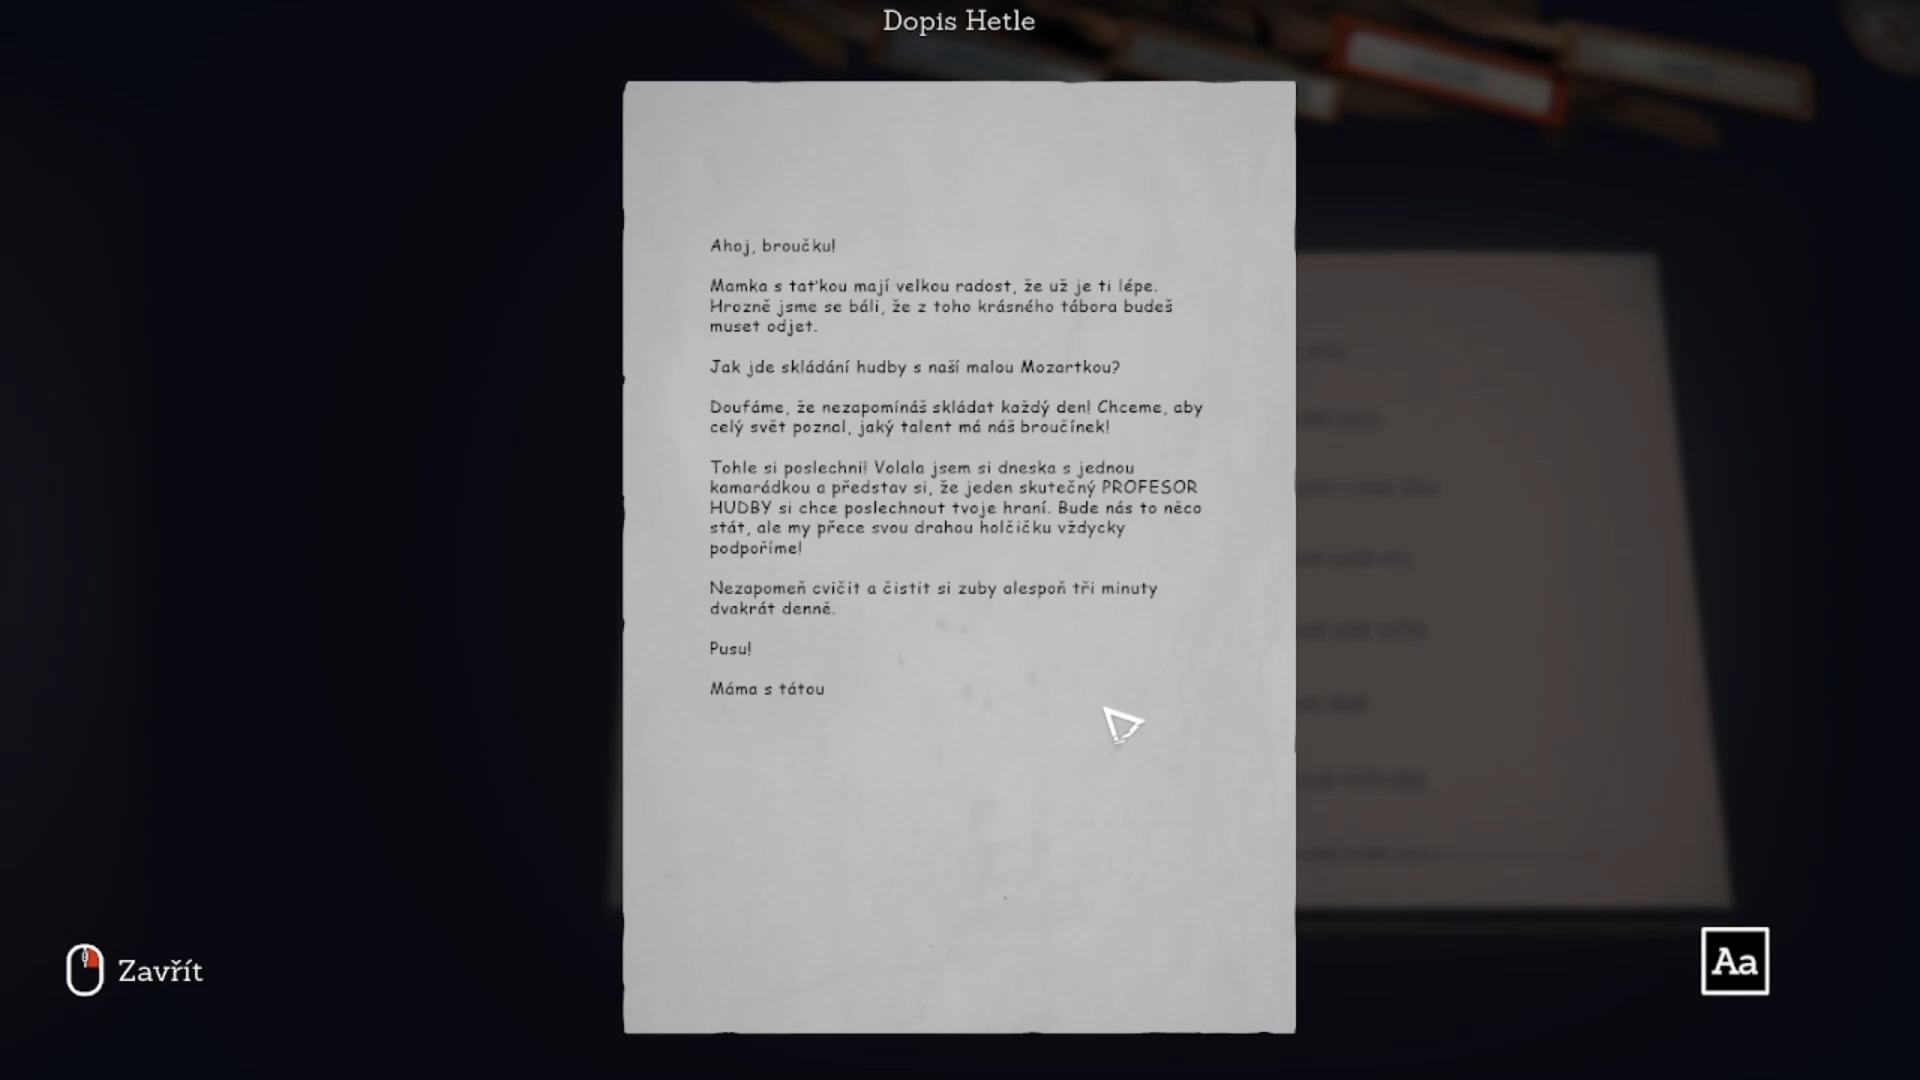 Dopis Hetle
Ahoj, broučku!
Mamka s taťkou mají velkou radost, že už je ti lépe.
Hrozně jsme se báli, že z toho krásného tábora budeš
muset odjet.
Jak jde skládání hudby s naší malou Mozartkou?
Doufáme, že nezapomínáš skládat každý den! Chceme, aby
celý svět poznal, jaký talent má náš broučínek!
Tohle si poslechni! Volala jsem si dneska s jednou
kamarádkou a představ si, že jeden skutečný PROFESOR
HUDBY si chce poslechnout tvoje hraní. Bude nás to něco
stát, ale my přece svou drahou holčičku vždycky
podpoříme!
Nezapomeň cvičit a čistit si zuby alespoň tři minuty
dvakrát denně.
Pusu!
Máma s tátou
Zavřít
Aa